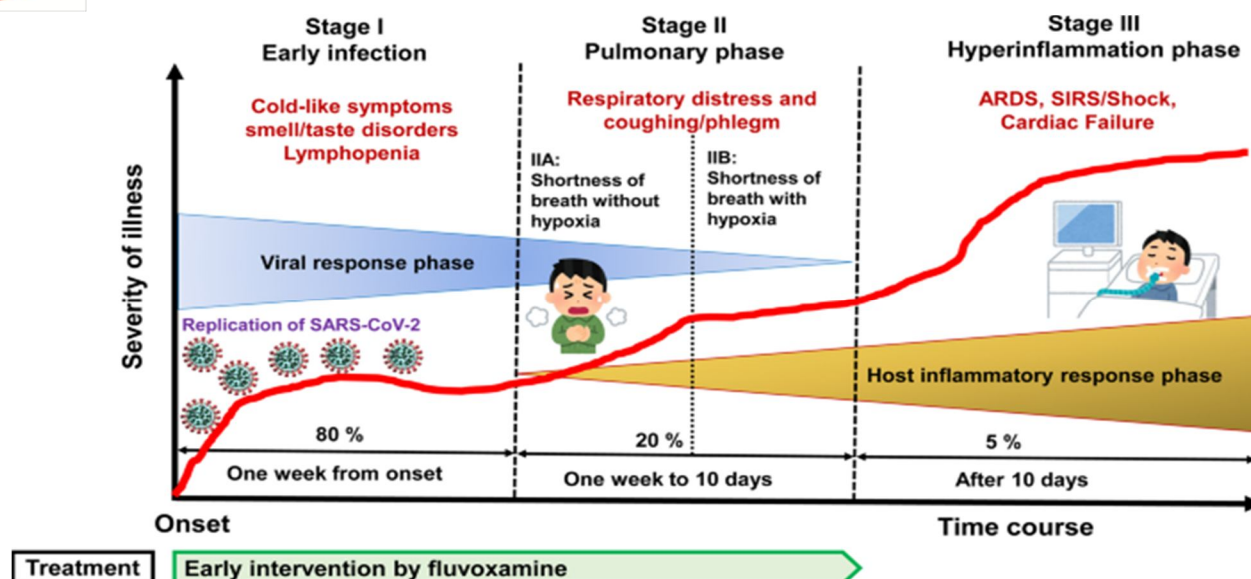 Stage I
Early infection
Stage II
Pulmonary phase
Stage III
Hyperinflammation phase
Cold-like symptoms
smell/taste disorders
Lymphopenia
Respiratory distress and
coughing/phlegm
ARDS, SIRS/Shock,
Cardiac Failure
IIA:
Shortness of
breath without
hypoxia
IIB:
Shortness of
breath with
hypoxia
Severity of illness
Viral response phase
Replication of SARS-CoV-2
Host inflammatory response phase
80 %
20 %
5 %
One week from onset
One week to 10 days
After 10 days
Onset
Time course
Treatment
Early intervention by fluvoxamine